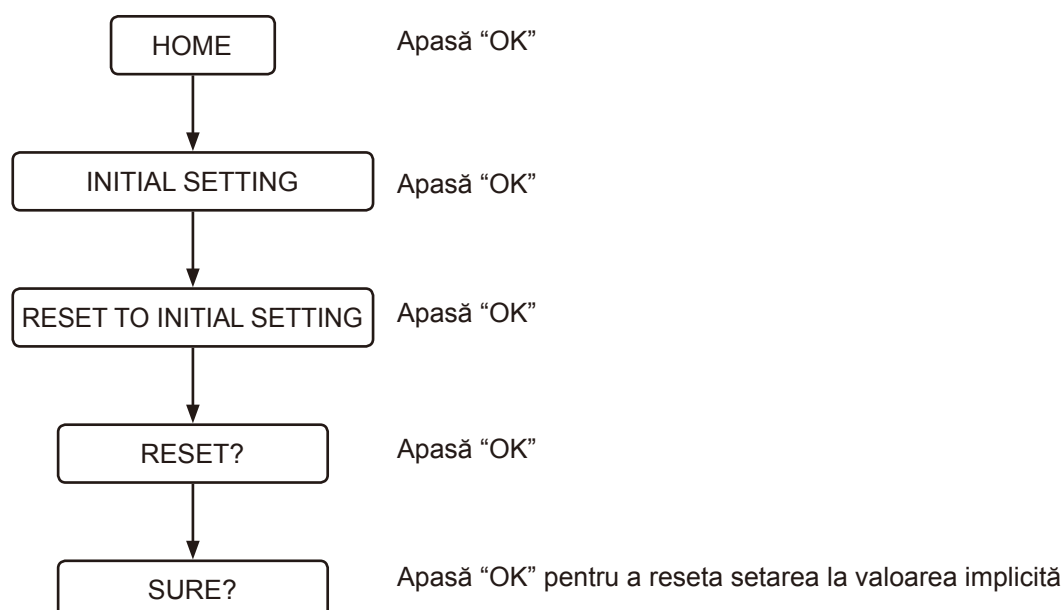 HOME Apasă “OK”
INITIAL SETTING Apasă “OK”
RESET TO INITIAL SETTING Apasă “OK”
RESET? Apasă “OK”
SURE? Apasă “OK” pentru a reseta setarea la valoarea implicită